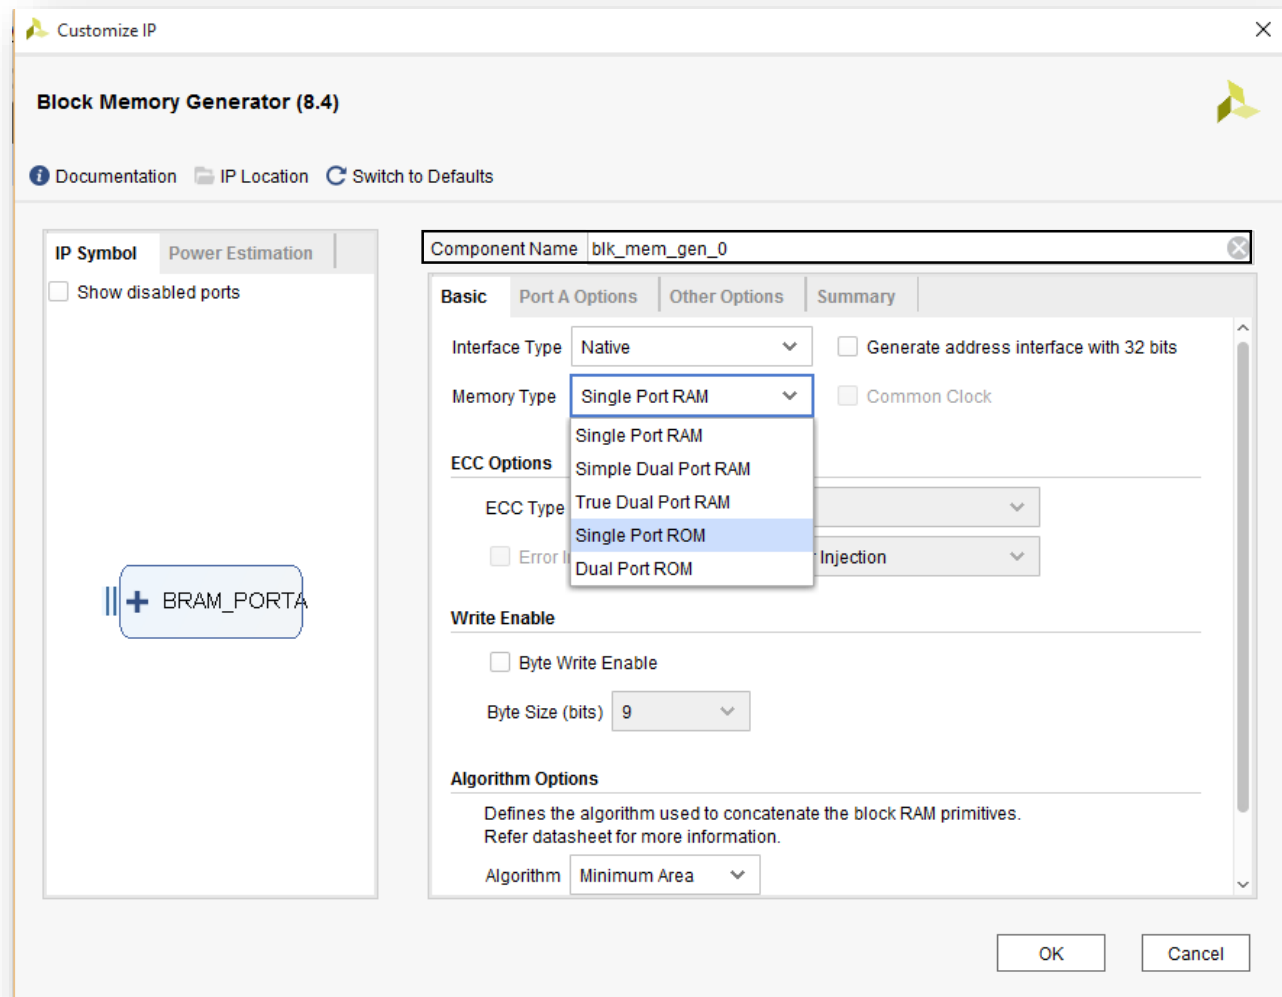 Customize IP
Block Memory Generator (8.4)
Documentation IP Location Switch to Defaults
IP Symbol Power Estimation
Show disabled ports
BRAM_PORTA
Component Name blk_mem_gen_0
Basic Port A Options Other Options Summary
Interface Type Native Generate address interface with 32 bits
Memory Type Single Port RAM Common Clock
Single Port RAM
Simple Dual Port RAM
True Dual Port RAM
Single Port ROM
Dual Port ROM
ECC Options
ECC Type
Error Injection
Write Enable
Byte Write Enable
Byte Size (bits) 9
Algorithm Options
Defines the algorithm used to concatenate the block RAM primitives.
Refer datasheet for more information.
Algorithm Minimum Area
OK Cancel